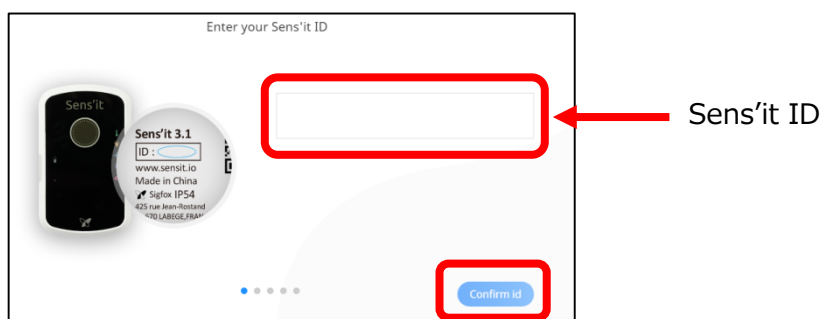 Enter your Sens'it ID
Sens'it
Sens'it 3.1
ID :
www.sensit.io
Made in China
Sigfox IP54
425 rue Jean-Rostand
670 LABEGE,FRAN
Sens'it ID
Confirm id